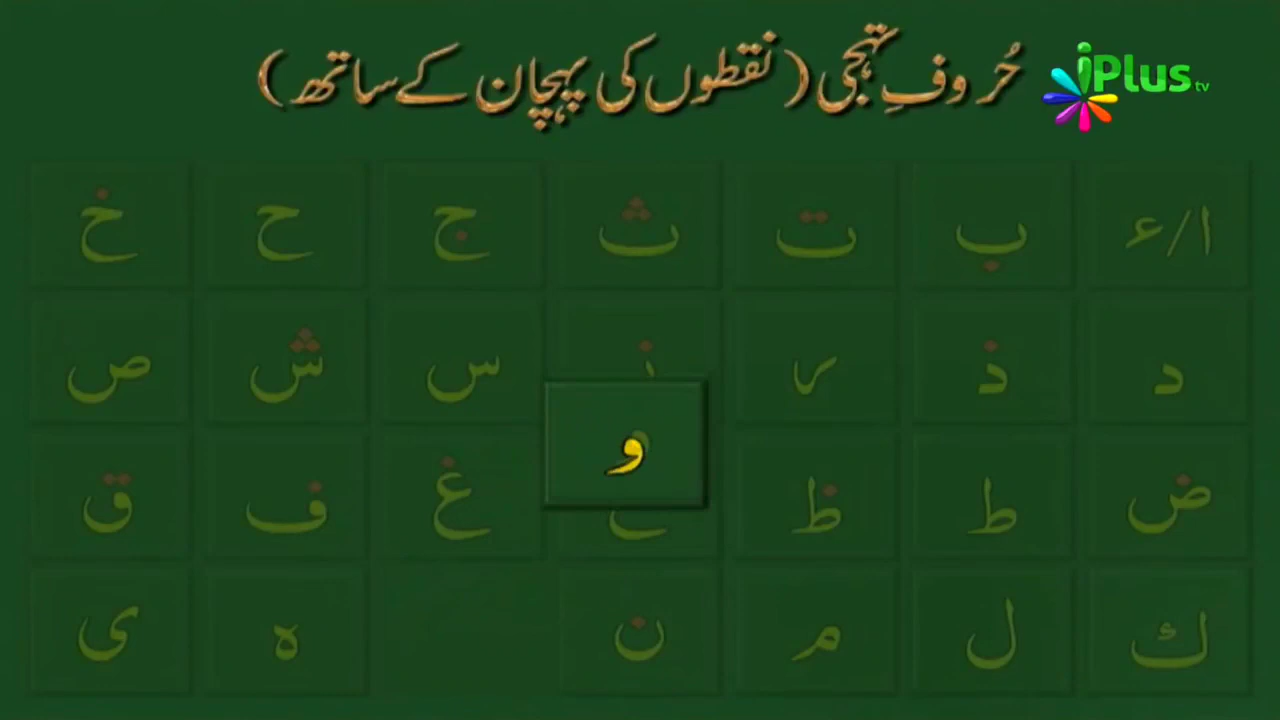 حُروفِ تہجی (نقطوں کی پہچان کے ساتھ)
iPlus tv
ا/ء ب ت ث ج ح خ
د ذ ر ز س ش ص
و
ض ط ظ ع غ ف ق
ك ل م ن ه ی